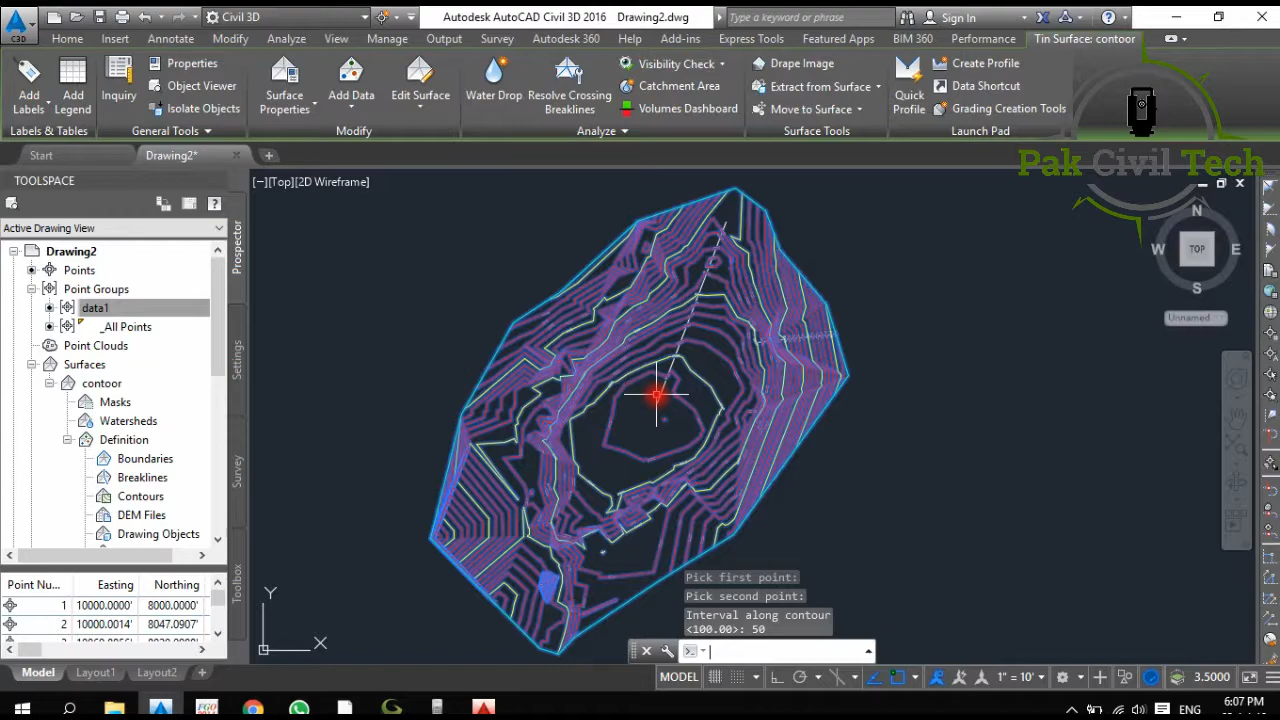 Civil 3D
Autodesk AutoCAD Civil 3D 2016 Drawing2.dwg
Type a keyword or phrase
Sign In
C3D
Home Insert Annotate Modify Analyze View Manage Output Survey Autodesk 360 Help Add-ins Express Tools Featured Apps BIM 360 Performance Tin Surface: contoor
Add Labels
Add Legend
Inquiry
Properties
Object Viewer
Isolate Objects
Surface Properties
Add Data
Edit Surface
Water Drop
Resolve Crossing Breaklines
Visibility Check
Catchment Area
Volumes Dashboard
Drape Image
Extract from Surface
Move to Surface
Quick Profile
Create Profile
Data Shortcut
Grading Creation Tools
Labels & Tables General Tools Modify Analyze Surface Tools Launch Pad
Start Drawing2*
Pak Civil Tech
TOOLSPACE
[−][Top][2D Wireframe]
Active Drawing View
Drawing2
Points
Point Groups
data1
_All Points
Point Clouds
Surfaces
contoor
Masks
Watersheds
Definition
Boundaries
Breaklines
Contours
DEM Files
Drawing Objects
Prospector
Settings
Survey
Toolbox
N
W TOP E
S
Unnamed
Point Nu... Easting Northing
1 10000.0000' 8000.0000'
2 10000.0014' 8047.0907'
Y
X
Pick first point:
Pick second point:
Interval along contour
<100.00>: 50
Model Layout1 Layout2 +
MODEL 1" = 10' 3.5000
ENG
6:07 PM